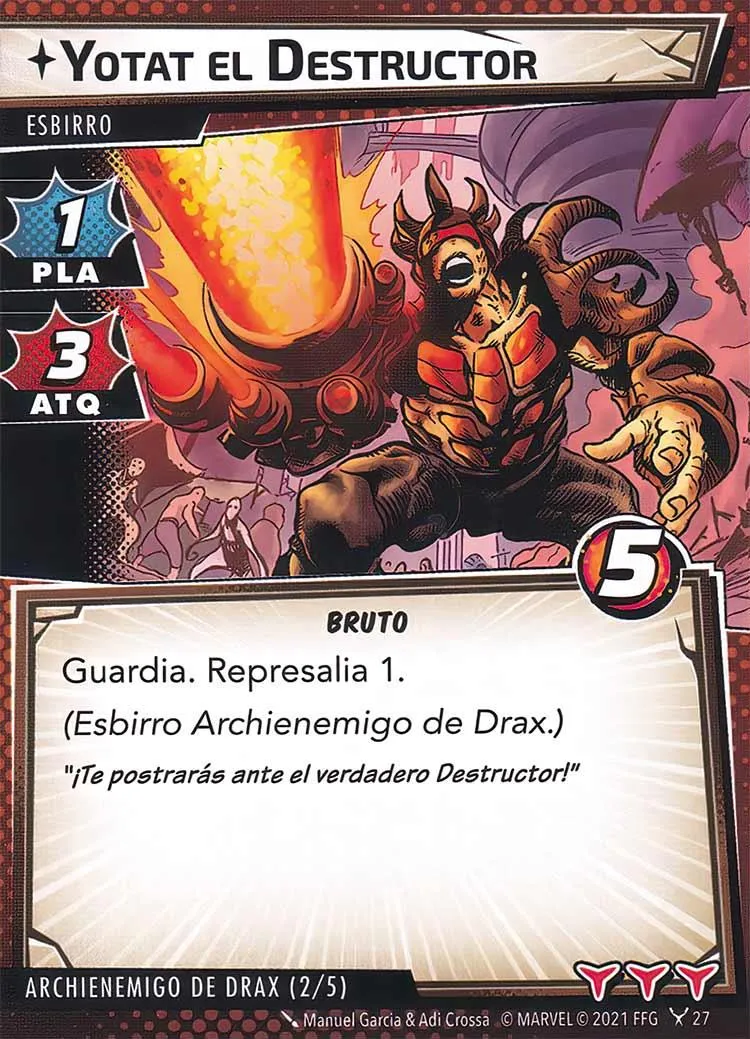 YOTAT EL DESTRUCTOR
ESBIRRO
1
PLA
3
ATQ
5
BRUTO
Guardia. Represalia 1.
(Esbirro Archienemigo de Drax.)
"¡Te postrarás ante el verdadero Destructor!"
ARCHIENEMIGO DE DRAX (2/5)
Manuel Garcia & Adi Crossa © MARVEL © 2021 FFG 27